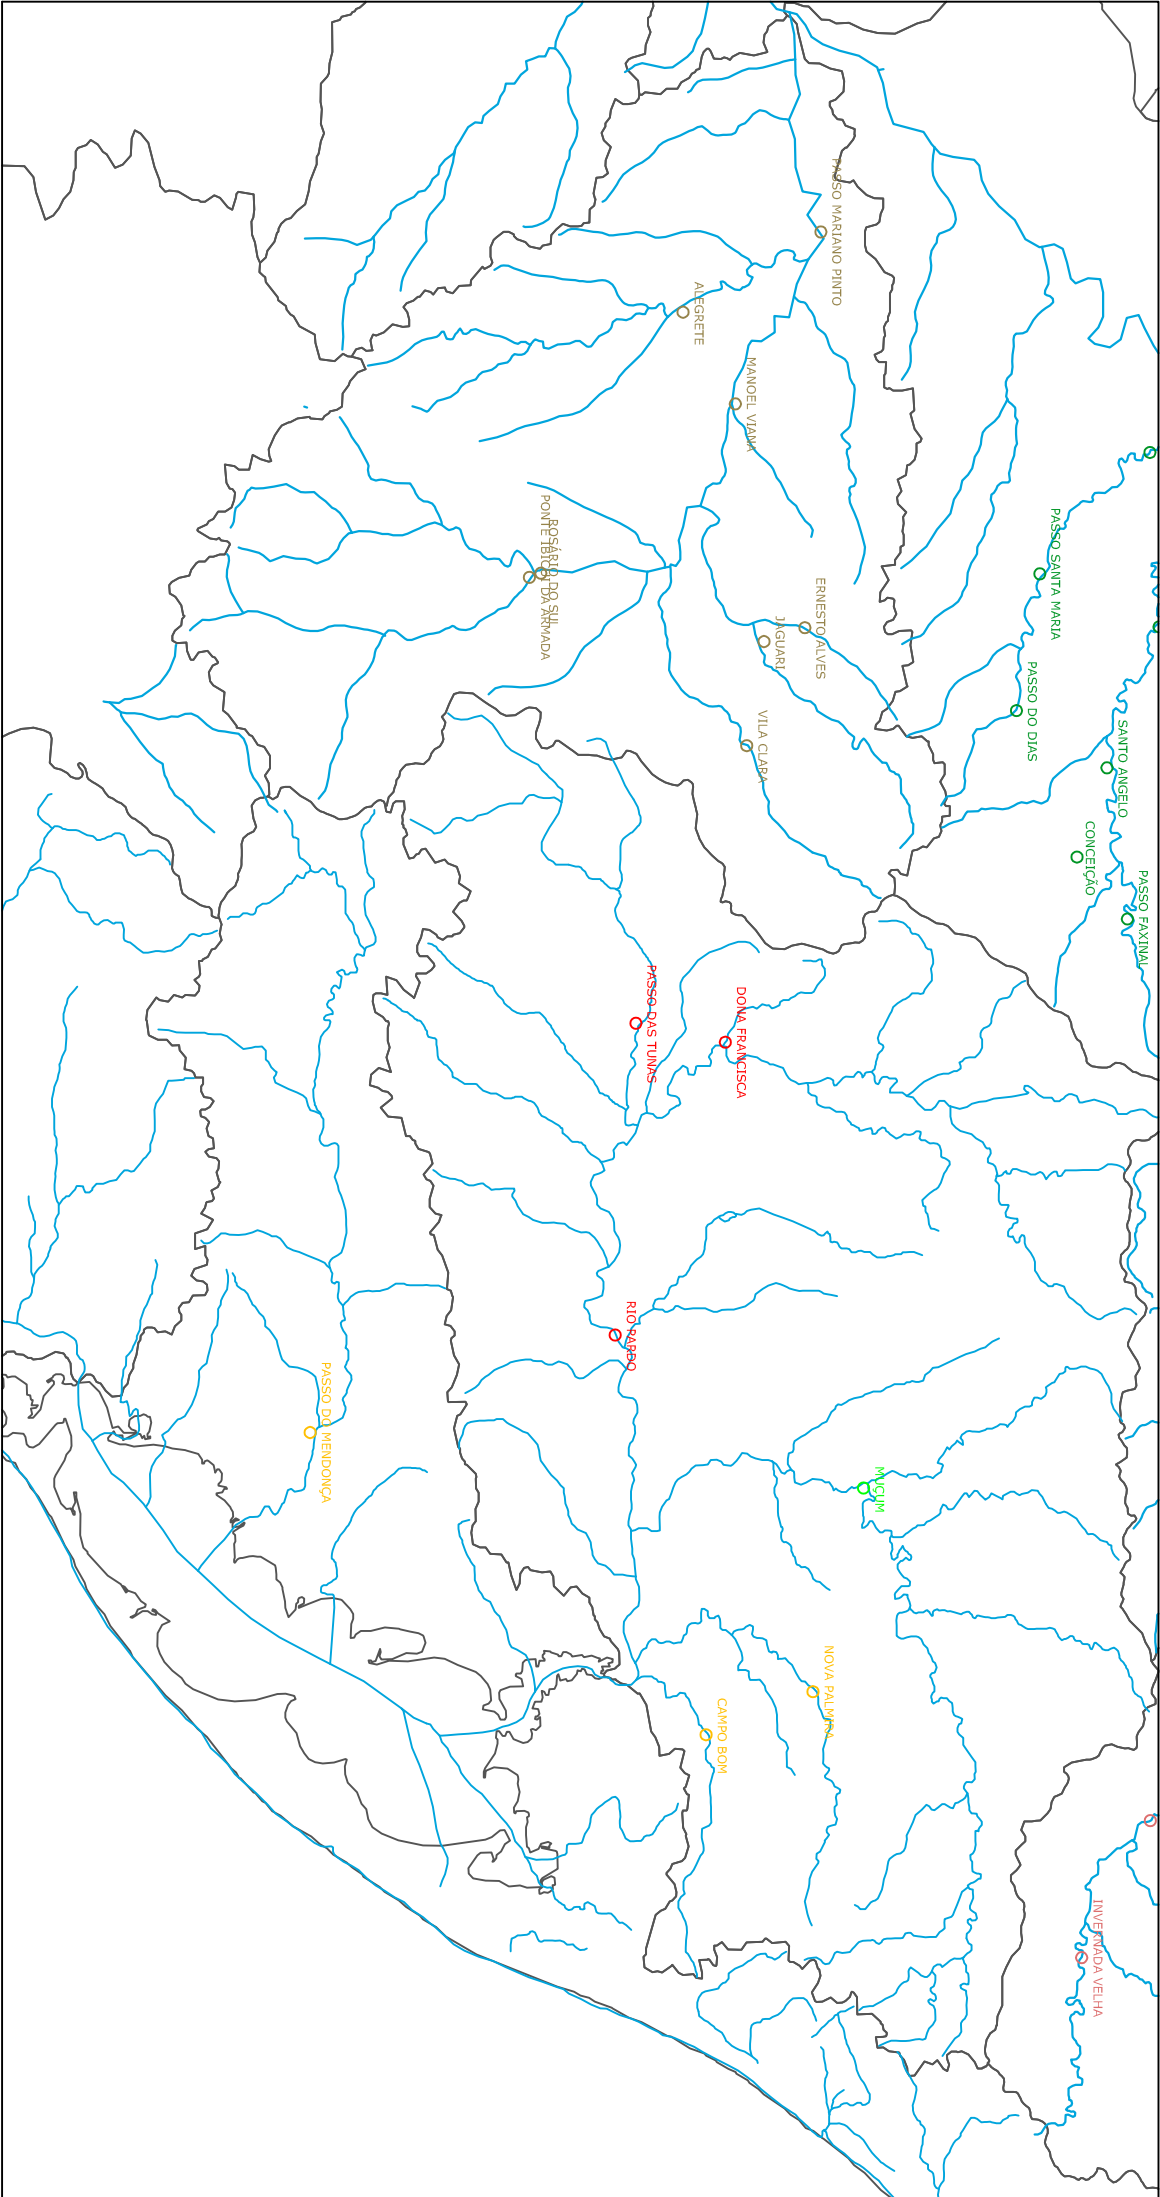 PASSO MARIANO PINTO
ALEGRETE
MANOEL VIANA
ROSÁRIO DO SUL
PONTE IBICUÍ DA ARMADA
PASSO SANTA MARIA
ERNESTO ALVES
JAGUARI
PASSO DO DIAS
VILA CLARA
SANTO ANGELO
CONCEIÇÃO
PASSO FAXINAL
PASSO DAS TUNAS
DONA FRANCISCA
RIO PARDO
PASSO DO MENDONÇA
MUÇUM
NOVA PALMIRA
CAMPO BOM
INVERNADA VELHA